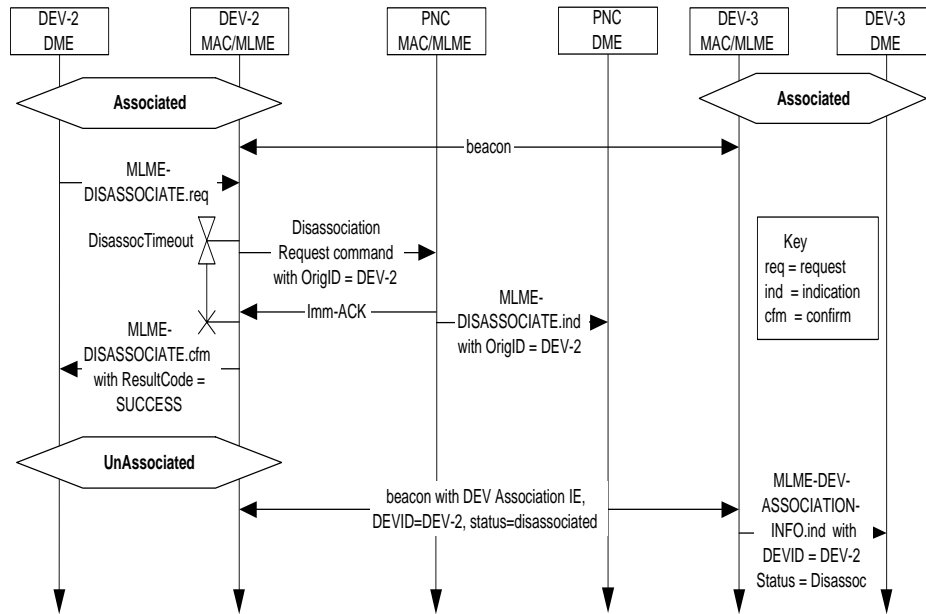 DEV-2
DME
DEV-2
MAC/MLME
PNC
MAC/MLME
PNC
DME
DEV-3
MAC/MLME
DEV-3
DME
Associated
Associated
beacon
MLME-
DISASSOCIATE.req
DisassocTimeout
Disassociation
Request command
with OrigID = DEV-2
Key
req = request
ind = indication
cfm = confirm
Imm-ACK
MLME-
DISASSOCIATE.ind
with OrigID = DEV-2
MLME-
DISASSOCIATE.cfm
with ResultCode =
SUCCESS
UnAssociated
beacon with DEV Association IE,
DEVID=DEV-2, status=disassociated
MLME-DEV-
ASSOCIATION-
INFO.ind with
DEVID = DEV-2
Status = Disassoc